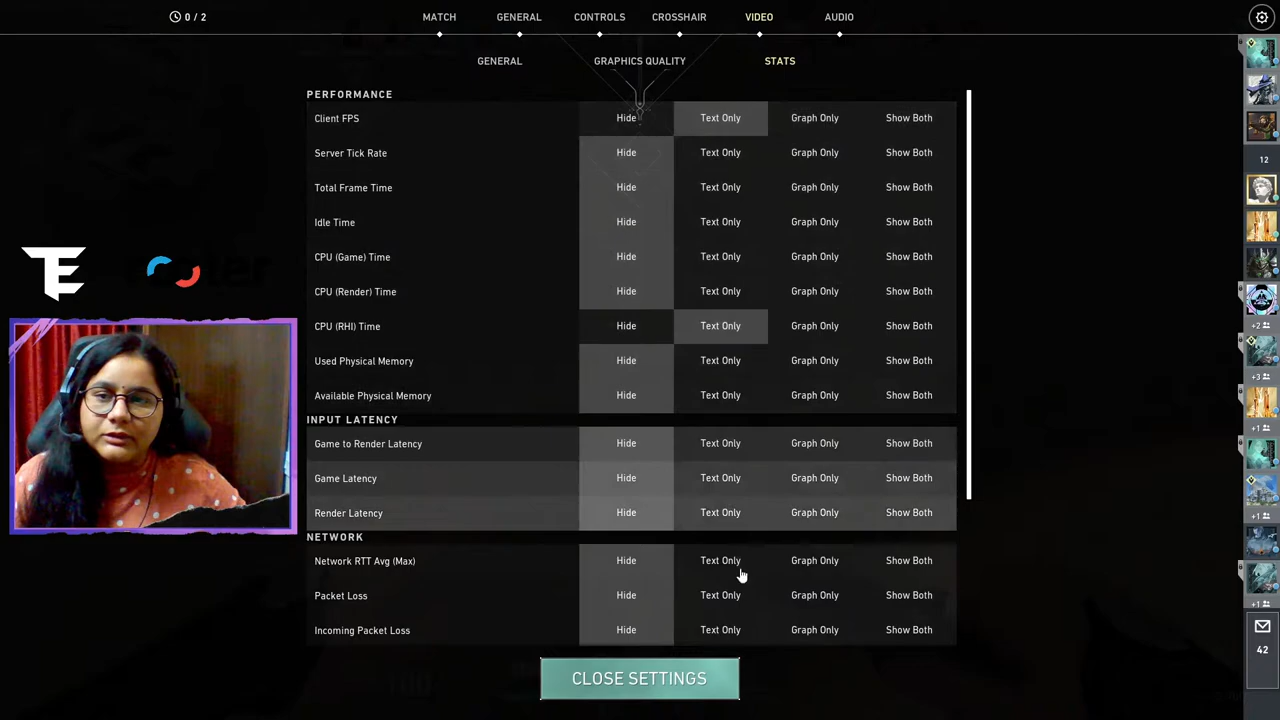 0 / 2
MATCH GENERAL CONTROLS CROSSHAIR VIDEO AUDIO
GENERAL GRAPHICS QUALITY STATS
PERFORMANCE
Client FPS Hide Text Only Graph Only Show Both
Server Tick Rate Hide Text Only Graph Only Show Both
Total Frame Time Hide Text Only Graph Only Show Both
Idle Time Hide Text Only Graph Only Show Both
CPU (Game) Time Hide Text Only Graph Only Show Both
CPU (Render) Time Hide Text Only Graph Only Show Both
CPU (RHI) Time Hide Text Only Graph Only Show Both
Used Physical Memory Hide Text Only Graph Only Show Both
Available Physical Memory Hide Text Only Graph Only Show Both
INPUT LATENCY
Game to Render Latency Hide Text Only Graph Only Show Both
Game Latency Hide Text Only Graph Only Show Both
Render Latency Hide Text Only Graph Only Show Both
NETWORK
Network RTT Avg (Max) Hide Text Only Graph Only Show Both
Packet Loss Hide Text Only Graph Only Show Both
Incoming Packet Loss Hide Text Only Graph Only Show Both
CLOSE SETTINGS
TE
rooter
12
+2
+3
+1
+1
+1
42